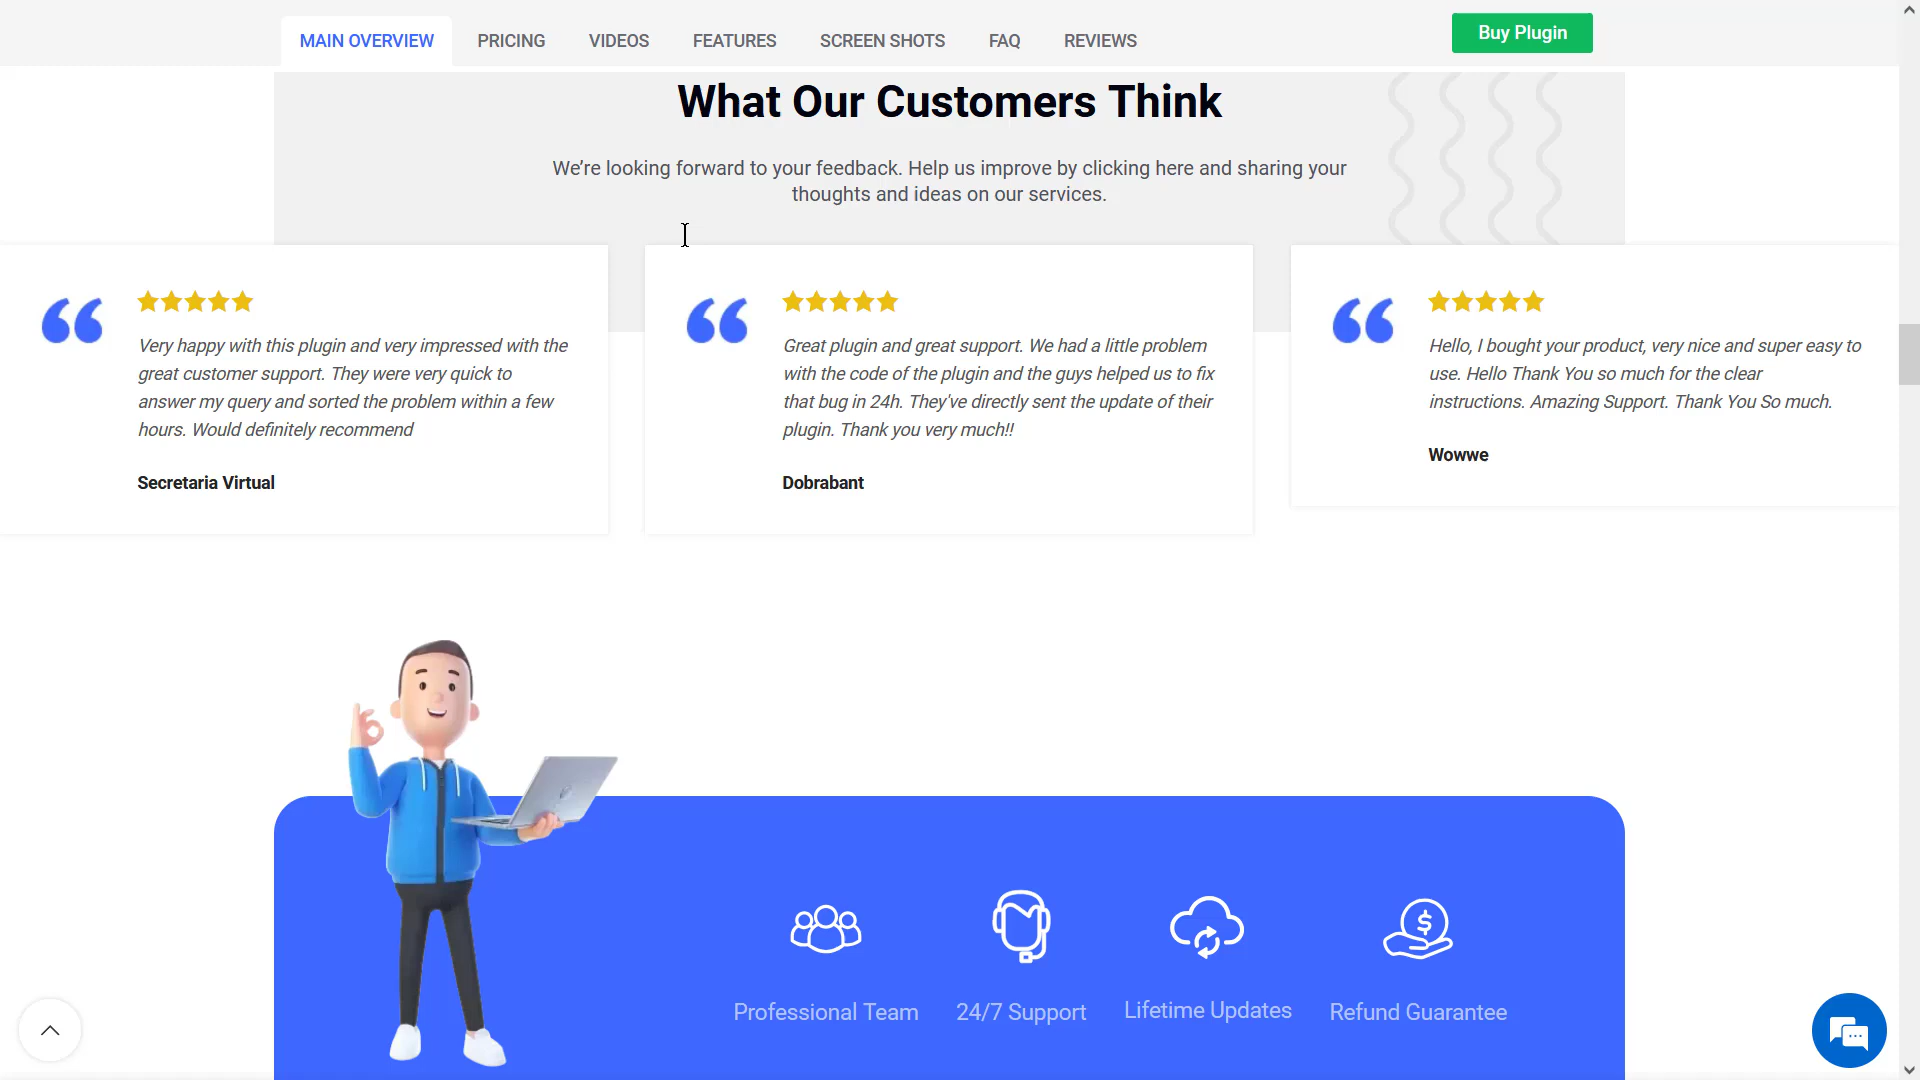 MAIN OVERVIEW
PRICING
VIDEOS
FEATURES
SCREEN SHOTS
FAQ
REVIEWS
Buy Plugin
What Our Customers Think
We’re looking forward to your feedback. Help us improve by clicking here and sharing your
thoughts and ideas on our services.
Very happy with this plugin and very impressed with the
great customer support. They were very quick to
answer my query and sorted the problem within a few
hours. Would definitely recommend
Secretaria Virtual
Great plugin and great support. We had a little problem
with the code of the plugin and the guys helped us to fix
that bug in 24h. They've directly sent the update of their
plugin. Thank you very much!!
Dobrabant
Hello, I bought your product, very nice and super easy to
use. Hello Thank You so much for the clear
instructions. Amazing Support. Thank You So much.
Wowwe
Professional Team
24/7 Support
Lifetime Updates
Refund Guarantee